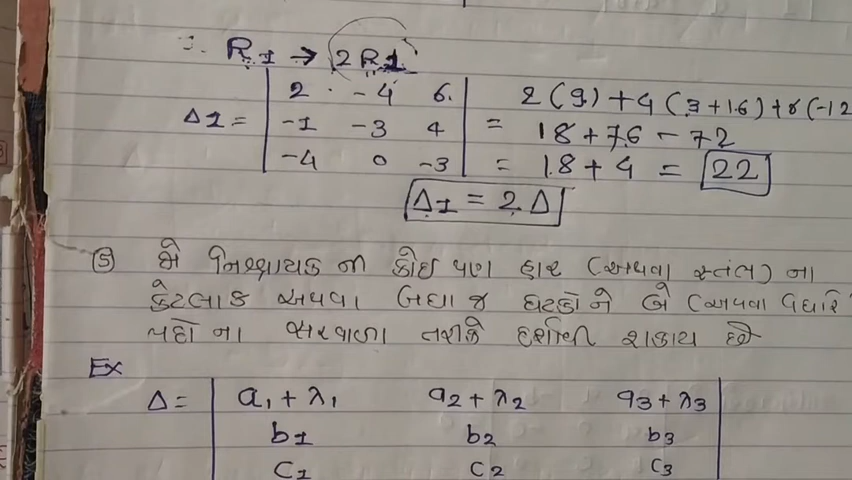 R1 → 2R1
Δ1 = | 2 -4 6 | = 2(9) + 4(3+16) + 6(-12
| -1 -3 4 | = 18 + 76 - 72
| -4 0 -3 | = 18 + 4 = 22
Δ1 = 2Δ
⑤ જો નિશ્ચાયક ના કોઇ પણ હાર (અથવા સ્તંભ) ના
કેટલાક અથવા બધા જ ઘટકોને બે (અથવા વધારે
પદો ના સરવાળા તરીકે દર્શાવી શકાય છે
Ex
Δ = | a₁ + λ₁ a₂ + λ₂ a₃ + λ₃ |
| b₁ b₂ b₃ |
| c₁ c₂ c₃ |